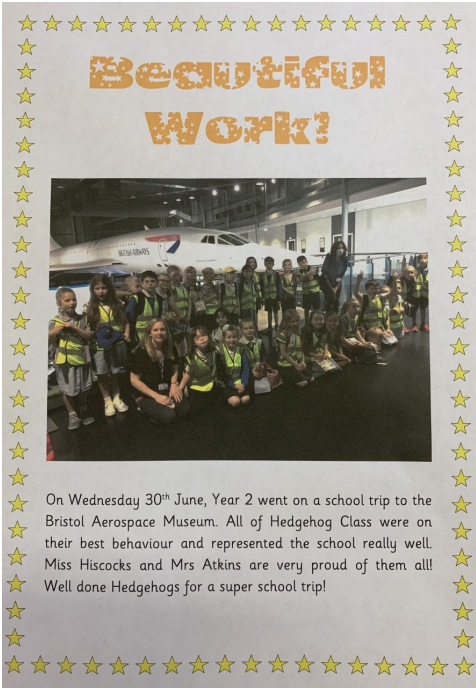 Beautiful
Work!
BRITISH AIRWAYS
On Wednesday 30th June, Year 2 went on a school trip to the
Bristol Aerospace Museum. All of Hedgehog Class were on
their best behaviour and represented the school really well.
Miss Hiscocks and Mrs Atkins are very proud of them all!
Well done Hedgehogs for a super school trip!